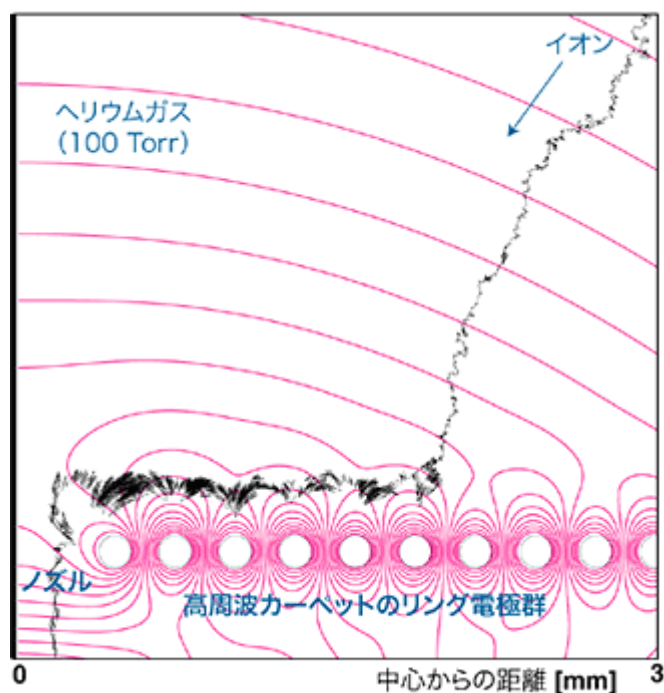 イオン
ヘリウムガス
(100 Torr)
ノズル
高周波カーペットのリング電極群
0
中心からの距離 [mm]
3